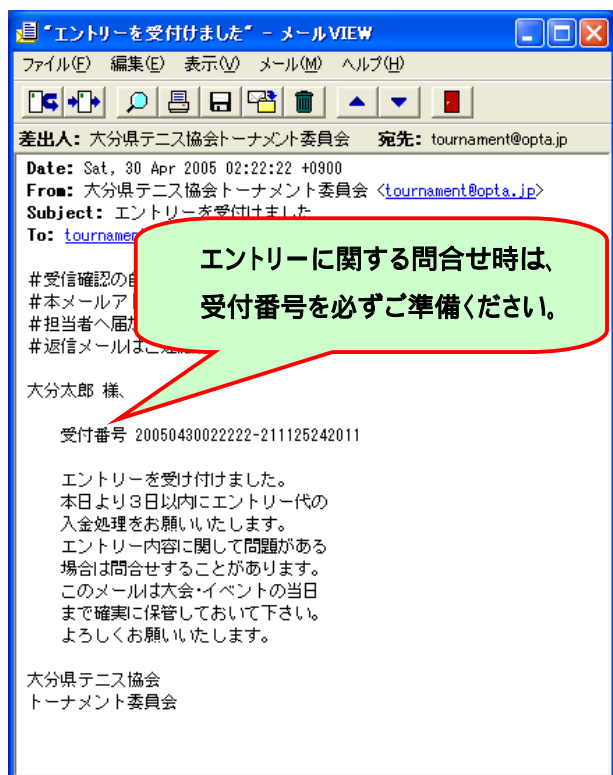 "エントリーを受付けました" - メールVIEW
ファイル(F) 編集(E) 表示(V) メール(M) ヘルプ(H)
差出人: 大分県テニス協会トーナメント委員会 宛先: tournament@opta.jp
Date: Sat, 30 Apr 2005 02:22:22 +0900
From: 大分県テニス協会トーナメント委員会 <tournament@opta.jp>
Subject: エントリーを受付けました
To:
エントリーに関する問合せ時は、
受付番号を必ずご準備ください。
#受信確認の
#本メールア
#担当者へ届
#返信メールはご
大分太郎 様、
受付番号 20050430022222-211125242011
エントリーを受け付けました。
本日より3日以内にエントリー代の
入金処理をお願いいたします。
エントリー内容に関して問題がある
場合は問合せすることがあります。
このメールは大会・イベントの当日
まで確実に保管しておいて下さい。
よろしくお願いいたします。
大分県テニス協会
トーナメント委員会